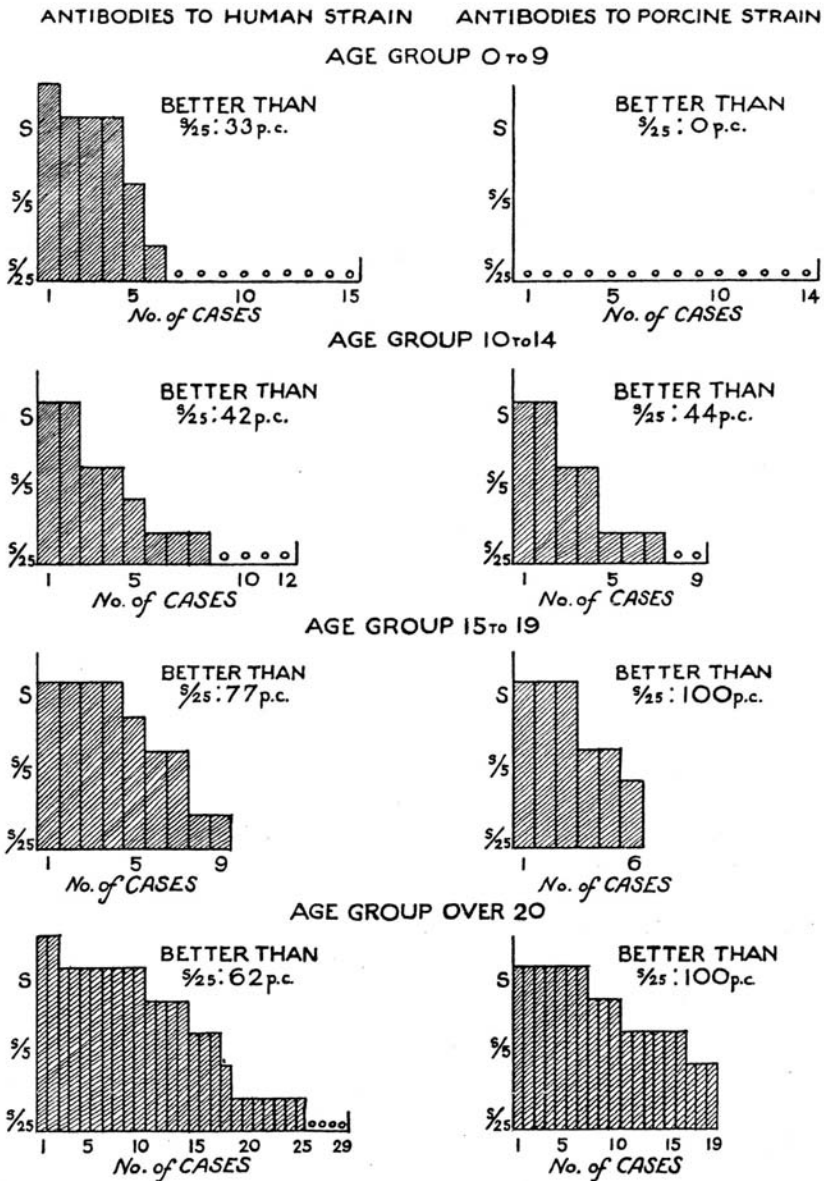 ANTIBODIES TO HUMAN STRAIN ANTIBODIES TO PORCINE STRAIN
AGE GROUP 0 TO 9
BETTER THAN
S/25: 33 p.c.
S
S/5
S/25
1 5 10 15
No. of CASES
BETTER THAN
S/25: 0 p.c.
S
S/5
S/25
1 5 10 14
No. of CASES
AGE GROUP 10 TO 14
BETTER THAN
S/25: 42 p.c.
S
S/5
S/25
1 5 10 12
No. of CASES
BETTER THAN
S/25: 44 p.c.
S
S/5
S/25
1 5 9
No. of CASES
AGE GROUP 15 TO 19
BETTER THAN
S/25: 77 p.c.
S
S/5
S/25
1 5 9
No. of CASES
BETTER THAN
S/25: 100 p.c.
S
S/5
S/25
1 6
No. of CASES
AGE GROUP OVER 20
BETTER THAN
S/25: 62 p.c.
S
S/5
S/25
1 5 10 15 20 25 29
No. of CASES
BETTER THAN
S/25: 100 p.c.
S
S/5
S/25
1 5 10 15 19
No. of CASES